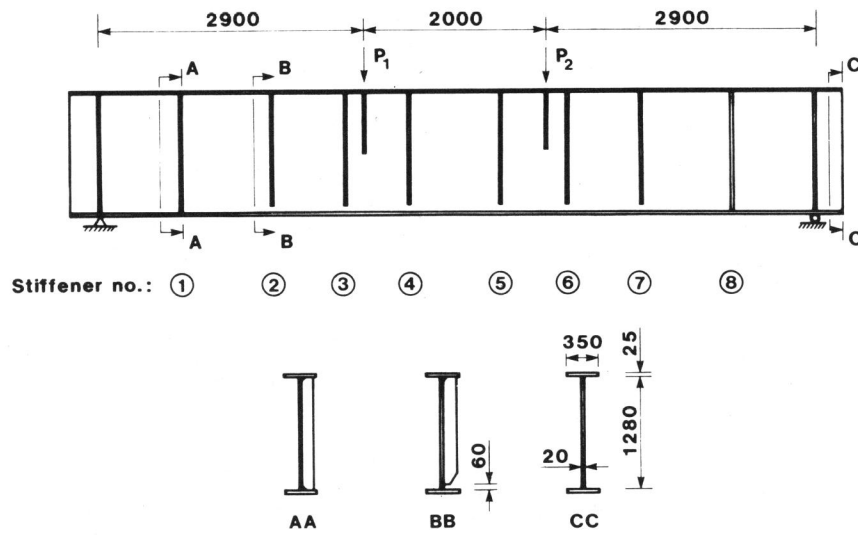 2900 2000 2900
P1 P2
A B C
A B C
Stiffener no.: ① ② ③ ④ ⑤ ⑥ ⑦ ⑧
350
25
1280
60
20
AA BB CC